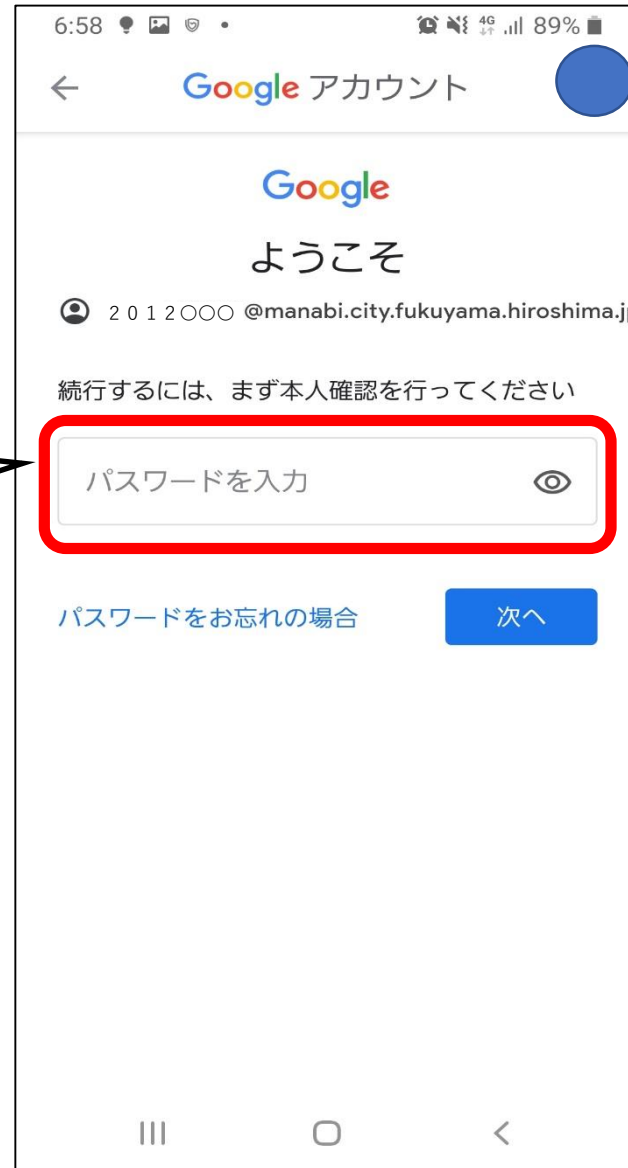 6:58 4G 89%
Google アカウント
Google
ようこそ
2012○○○ @manabi.city.fukuyama.hiroshima.j
続行するには、まず本人確認を行ってください
パスワードを入力
パスワードをお忘れの場合 次へ